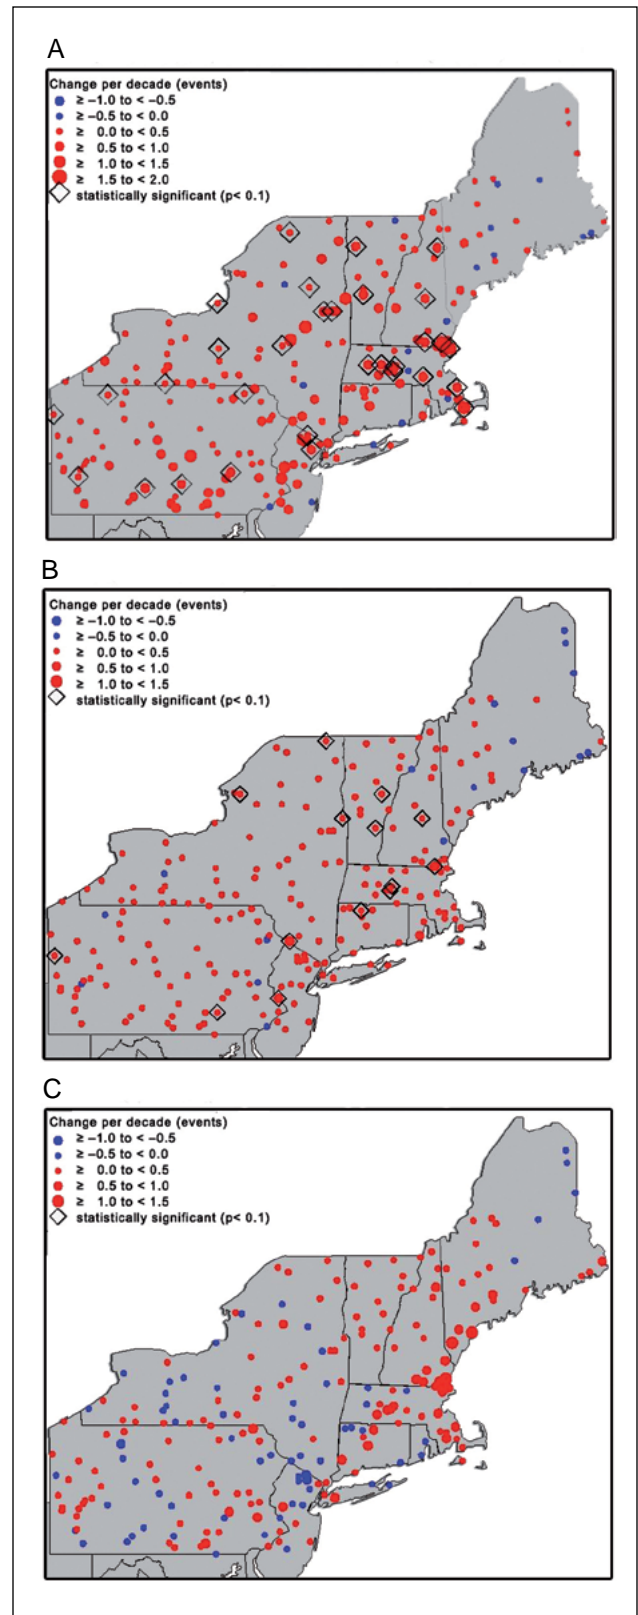 A
Change per decade (events)
≥ −1.0 to < −0.5
≥ −0.5 to < 0.0
≥ 0.0 to < 0.5
≥ 0.5 to < 1.0
≥ 1.0 to < 1.5
≥ 1.5 to < 2.0
statistically significant (p< 0.1)
B
Change per decade (events)
≥ −1.0 to < −0.5
≥ −0.5 to < 0.0
≥ 0.0 to < 0.5
≥ 0.5 to < 1.0
≥ 1.0 to < 1.5
statistically significant (p< 0.1)
C
Change per decade (events)
≥ −1.0 to < −0.5
≥ −0.5 to < 0.0
≥ 0.0 to < 0.5
≥ 0.5 to < 1.0
≥ 1.0 to < 1.5
statistically significant (p< 0.1)